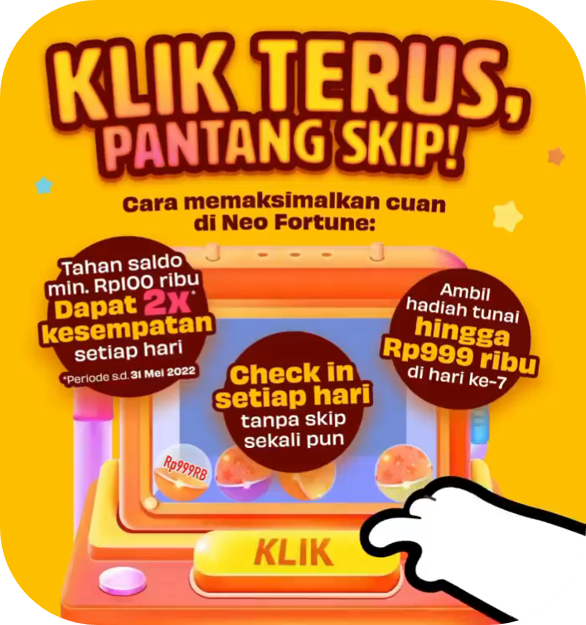 KLIK TERUS,
PANTANG SKIP!
Cara memaksimalkan cuan
di Neo Fortune:
Tahan saldo
min. Rp100 ribu
Dapat 2x*
kesempatan
setiap hari
*Periode s.d. 31 Mei 2022
Check in
setiap hari
tanpa skip
sekali pun
Ambil
hadiah tunai
hingga
Rp999 ribu
di hari ke-7
Rp999RB
KLIK